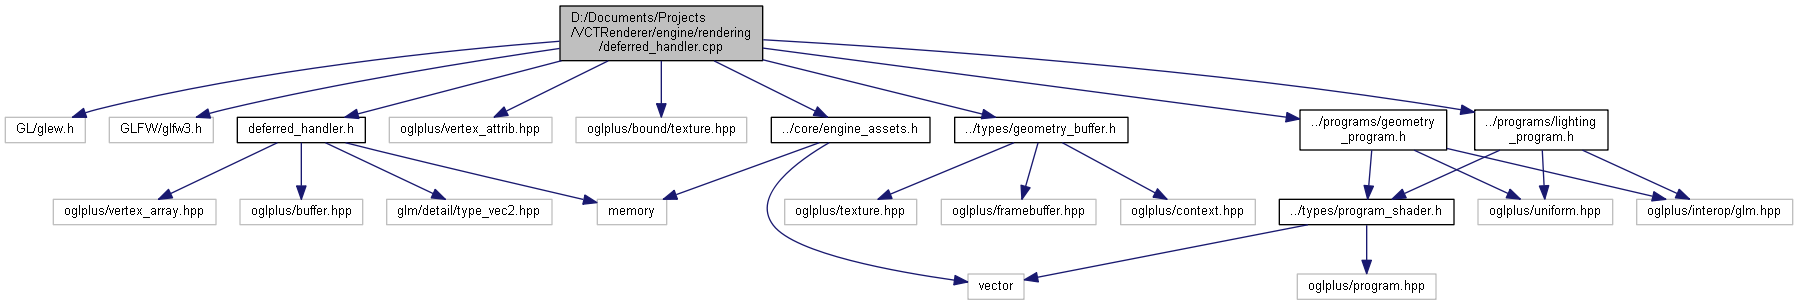 D:/Documents/Projects
/VCTRenderer/engine/rendering
/deferred_handler.cpp
GL/glew.h
GLFW/glfw3.h
deferred_handler.h
oglplus/vertex_attrib.hpp
oglplus/bound/texture.hpp
../core/engine_assets.h
../types/geometry_buffer.h
../programs/geometry
_program.h
../programs/lighting
_program.h
oglplus/vertex_array.hpp
oglplus/buffer.hpp
glm/detail/type_vec2.hpp
memory
oglplus/texture.hpp
oglplus/framebuffer.hpp
oglplus/context.hpp
../types/program_shader.h
oglplus/uniform.hpp
oglplus/interop/glm.hpp
vector
oglplus/program.hpp